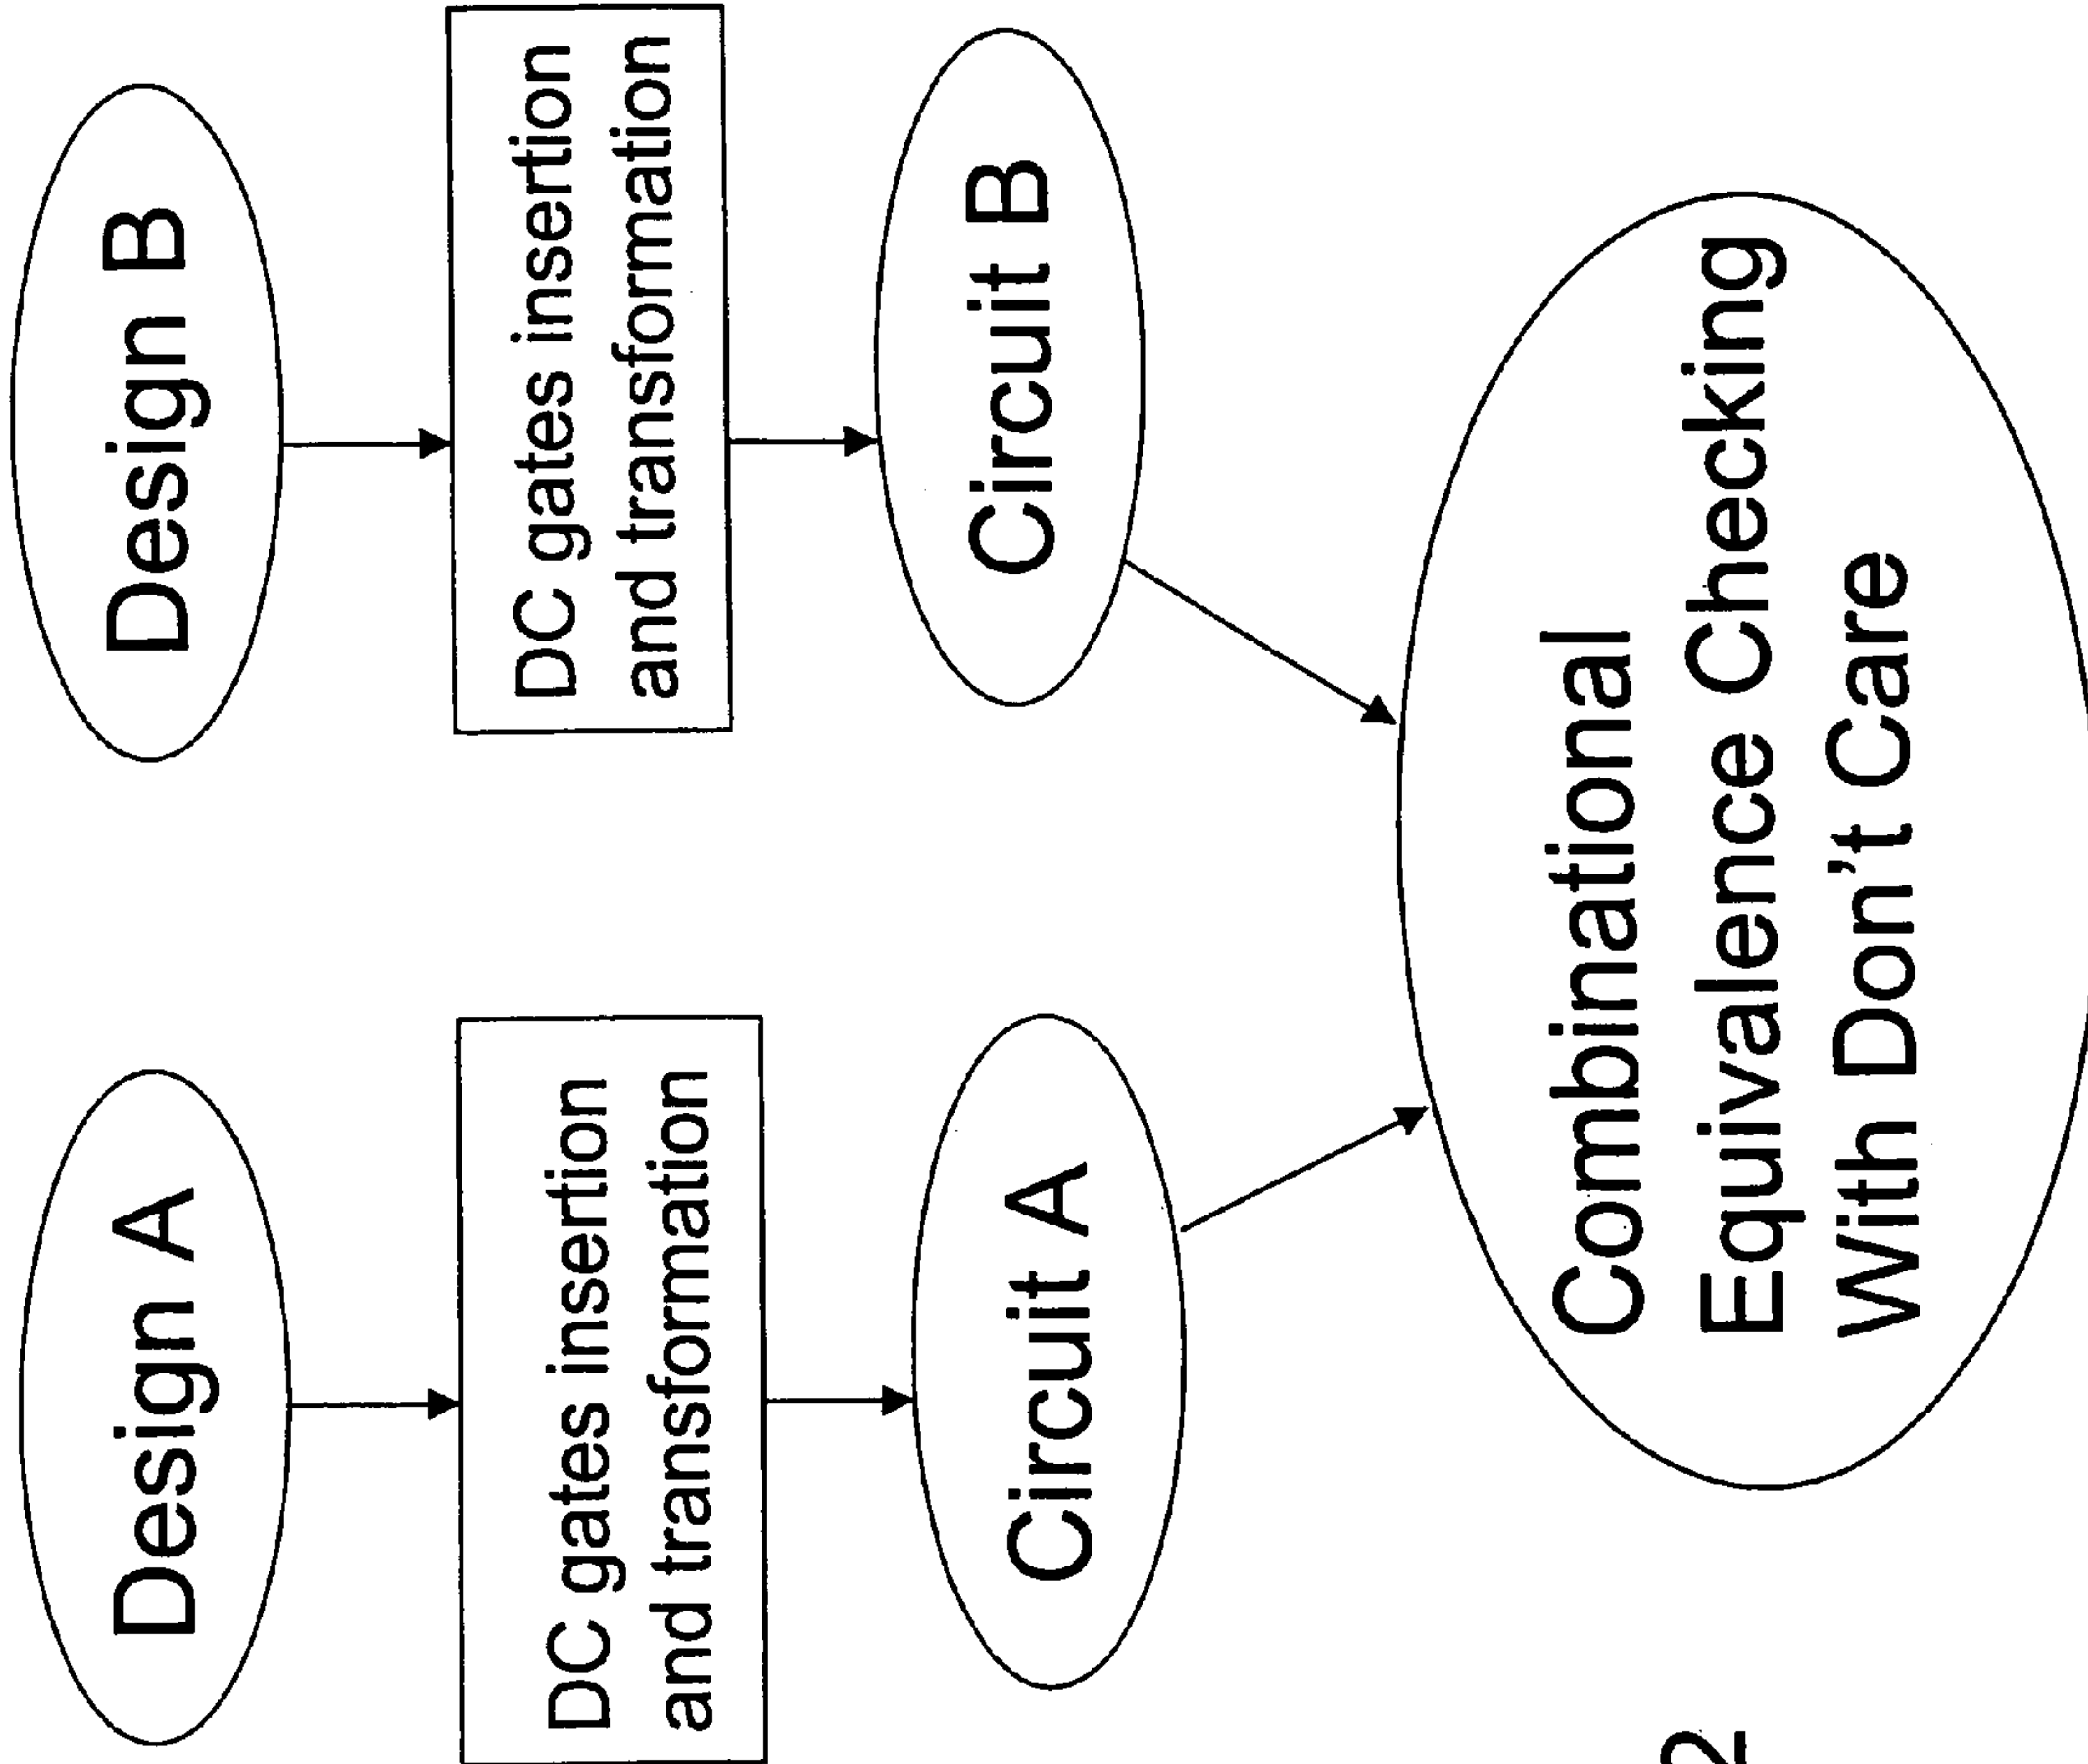 Design A
Design B
DC gates insertion
and transformation
DC gates insertion
and transformation
Circuit A
Circuit B
Combinational
Equivalence Checking
With Don't Care
2